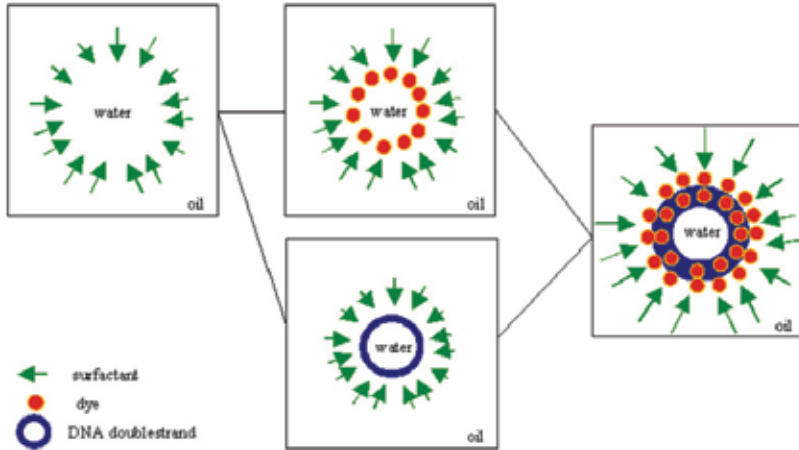 water
oil
water
oil
water
oil
water
oil
surfactant
dye
DNA doublestrand